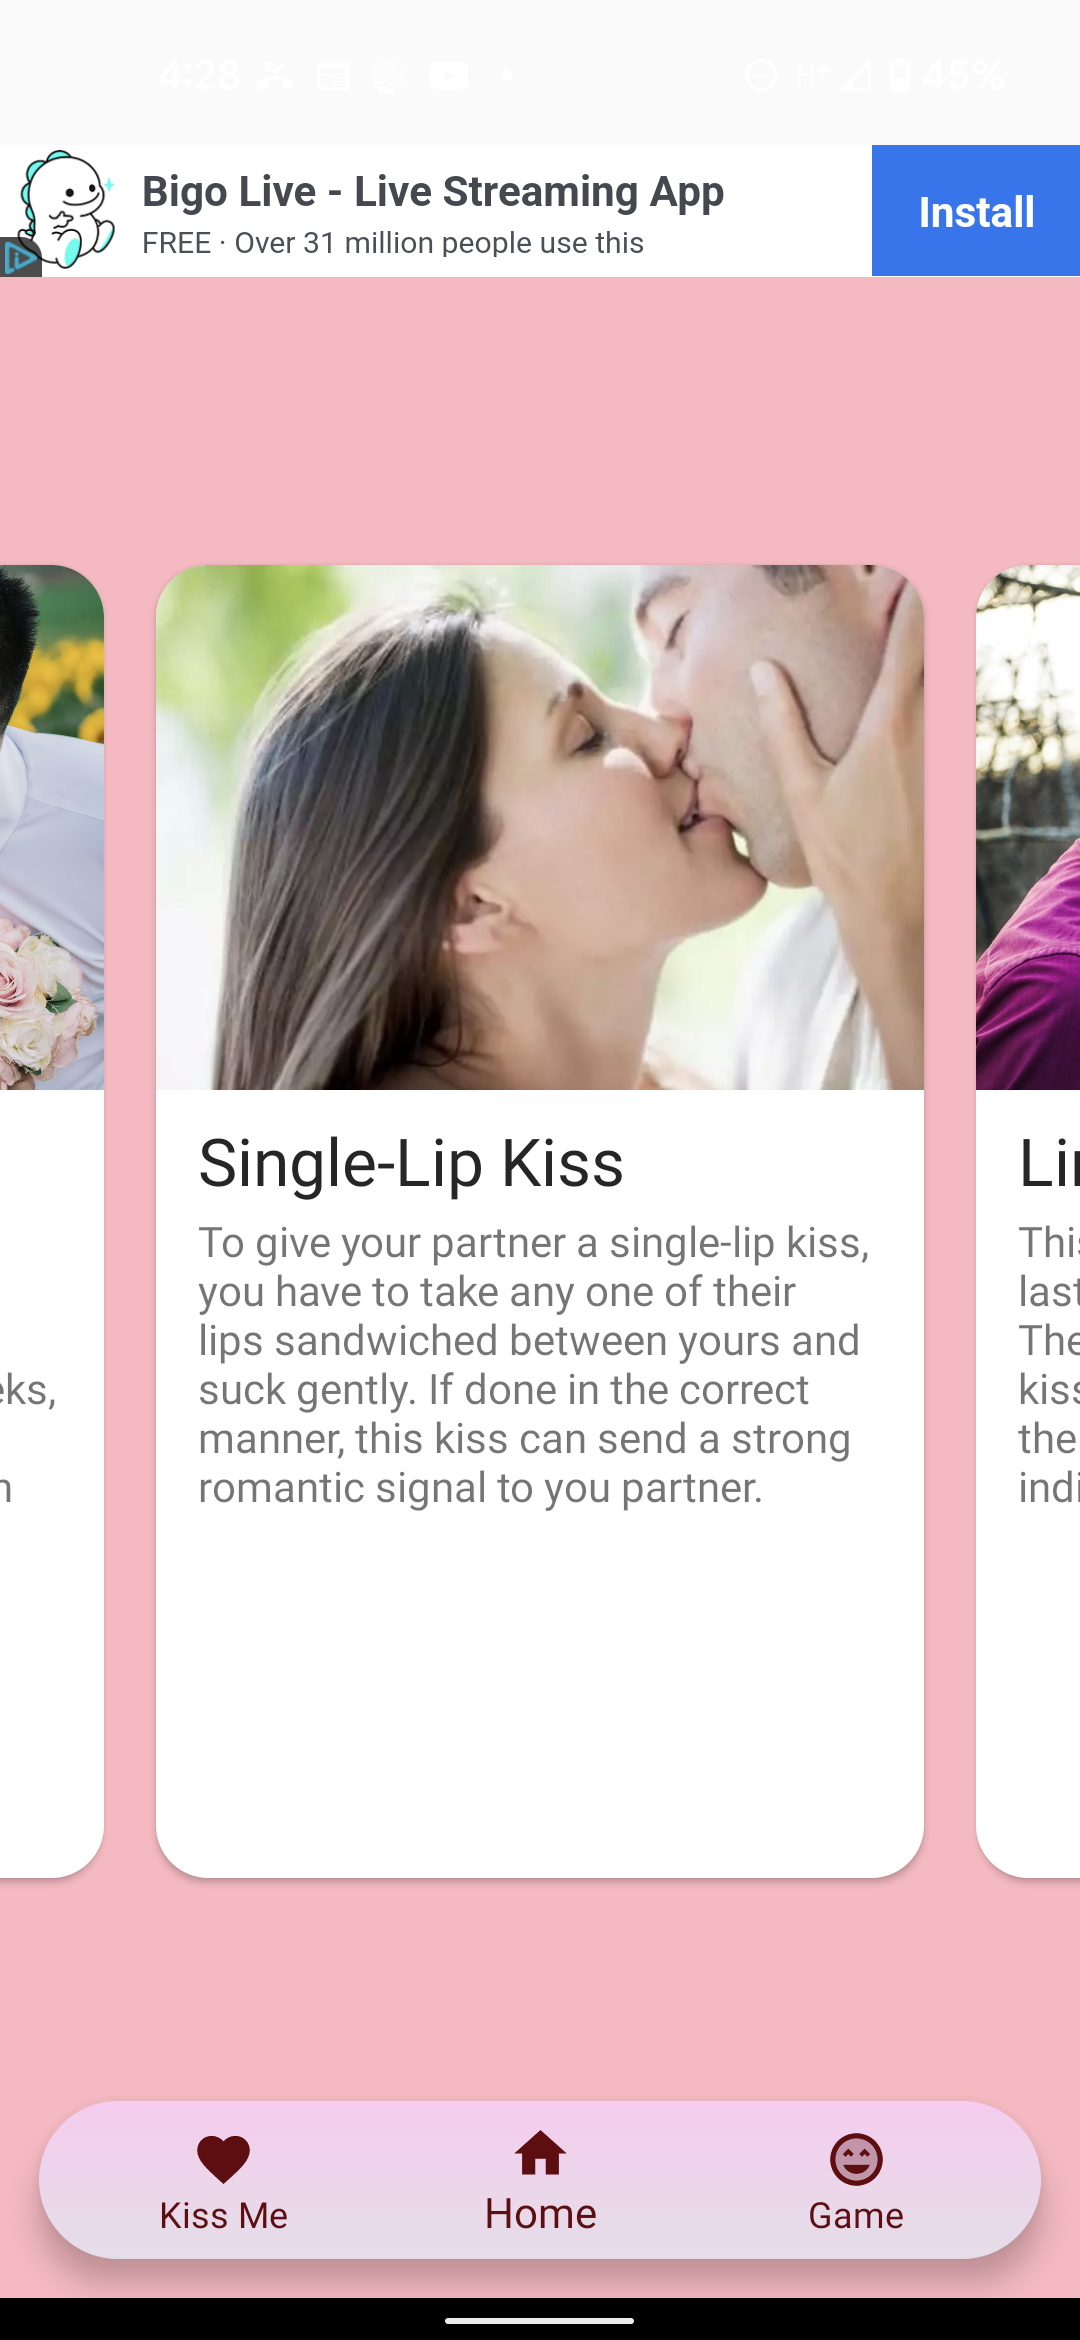 4:28
H+
45%
Bigo Live - Live Streaming App
FREE · Over 31 million people use this
Install
Single-Lip Kiss
To give your partner a single-lip kiss,
you have to take any one of their
lips sandwiched between yours and
suck gently. If done in the correct
manner, this kiss can send a strong
romantic signal to you partner.
eks,
n
Lin
This
last
The
kiss
the
indi
Kiss Me
Home
Game